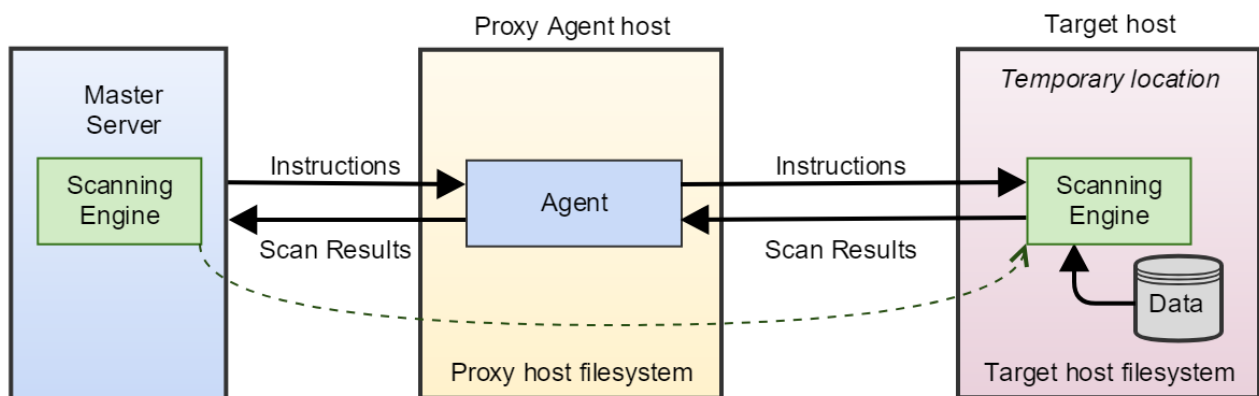 Proxy Agent host
Target host
Master
Server
Scanning
Engine
Instructions
Scan Results
Agent
Proxy host filesystem
Instructions
Scan Results
Temporary location
Scanning
Engine
Data
Target host filesystem